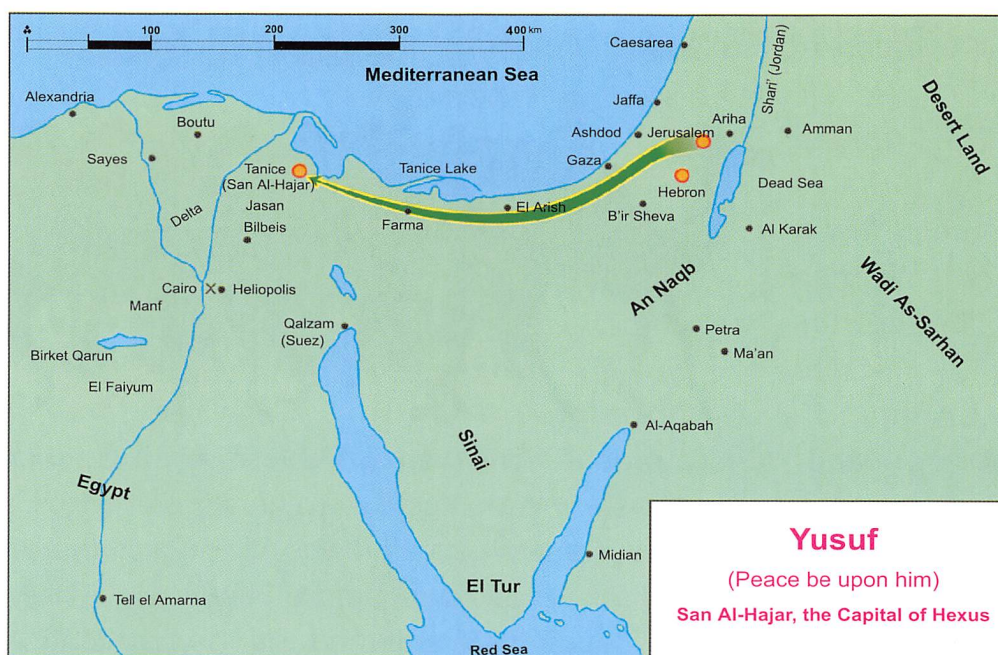 100
200
300
400 km
Mediterranean Sea
Caesarea
Shari' (Jordan)
Desert Land
Alexandria
Jaffa
Boutu
Ashdod
Jerusalem
Ariha
Amman
Sayes
Tanice
(San Al-Hajar)
Tanice Lake
Gaza
Hebron
Dead Sea
Delta
Jasan
Bilbeis
Farma
El Arish
B'ir Sheva
Al Karak
Cairo
Heliopolis
Manf
An Naqb
Wadi As-Sarhan
Qalzam
(Suez)
Petra
Ma'an
Birket Qarun
El Faiyum
Sinai
Al-Aqabah
Egypt
Midian
El Tur
Tell el Amarna
Red Sea
Yusuf
(Peace be upon him)
San Al-Hajar, the Capital of Hexus